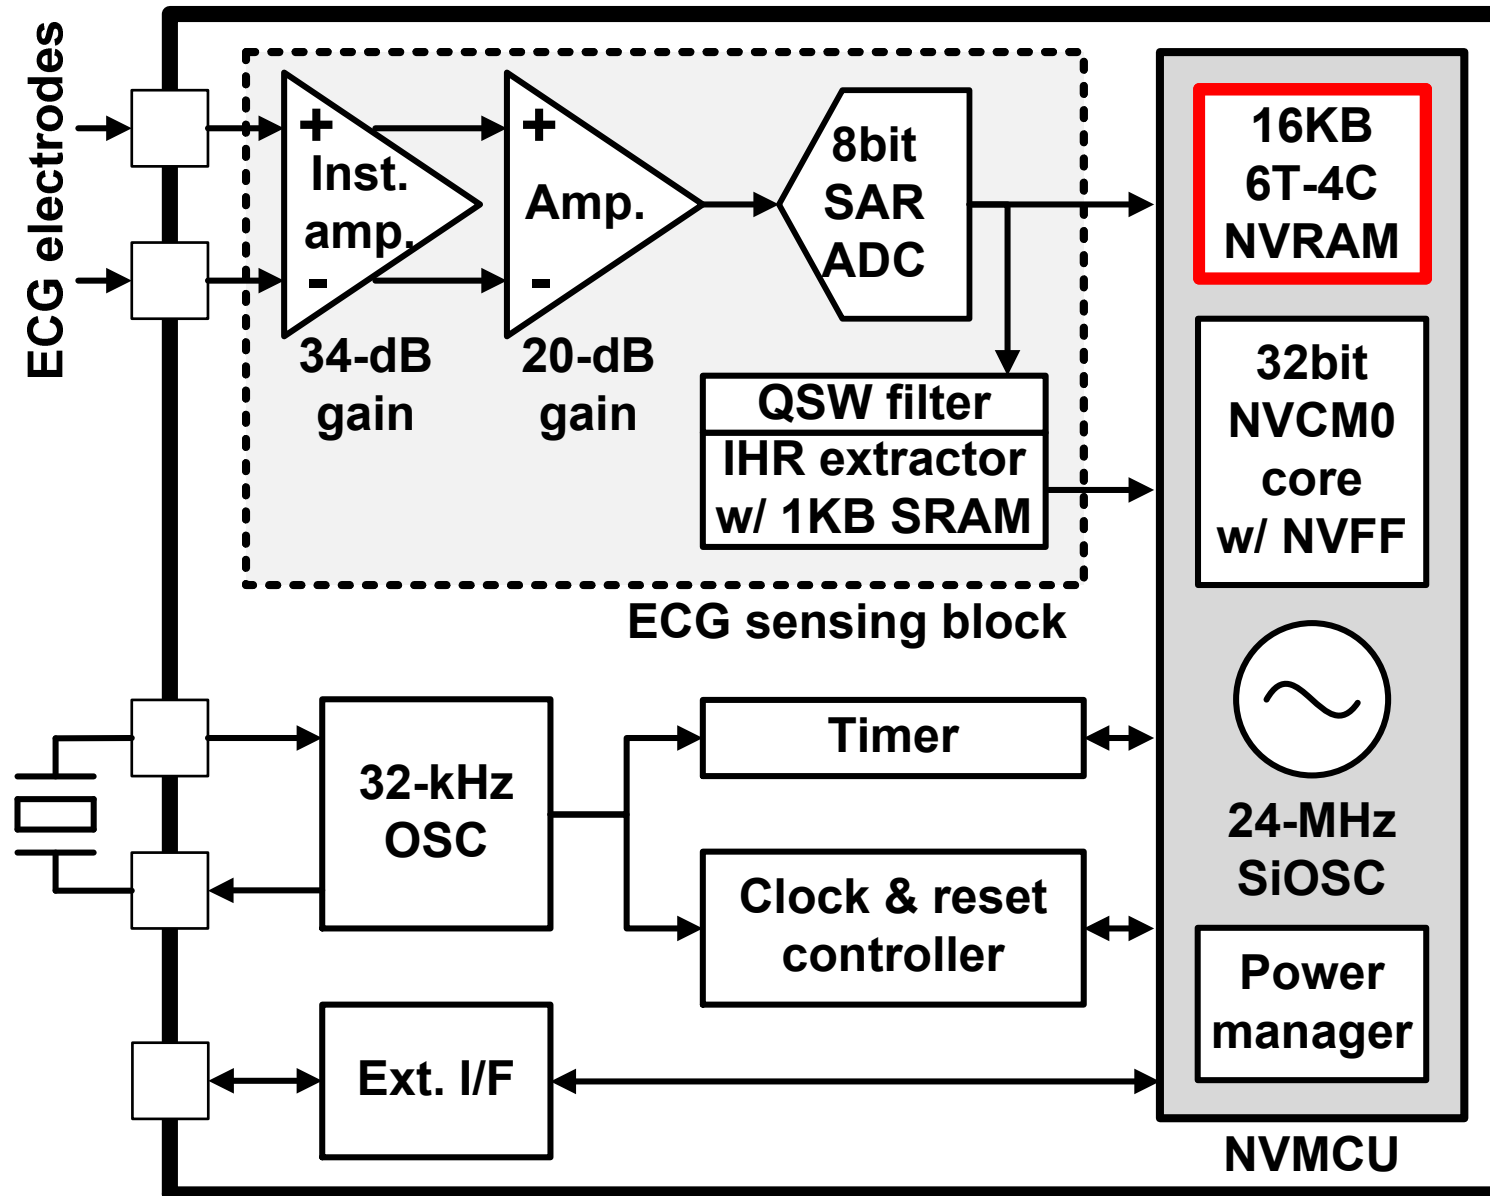 ECG electrodes
+
Inst.
amp.
-
34-dB
gain
+
Amp.
-
20-dB
gain
8bit
SAR
ADC
QSW filter
IHR extractor
w/ 1KB SRAM
ECG sensing block
16KB
6T-4C
NVRAM
32bit
NVCM0
core
w/ NVFF
24-MHz
SiOSC
Power
manager
NVMCU
32-kHz
OSC
Timer
Clock & reset
controller
Ext. I/F